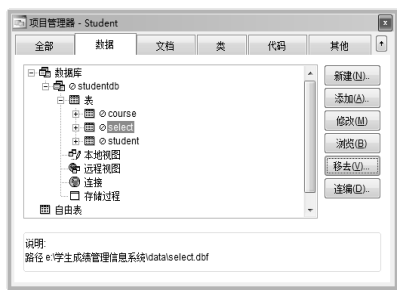 项目管理器 - Student
全部 数据 文档 类 代码 其他
数据库
studentdb
表
course
select
student
本地视图
远程视图
连接
存储过程
自由表
新建(N)..
添加(A)..
修改(M)
浏览(B)
移去(V)...
连编(D)..
说明:
路径 e:\学生成绩管理信息系统\data\select.dbf